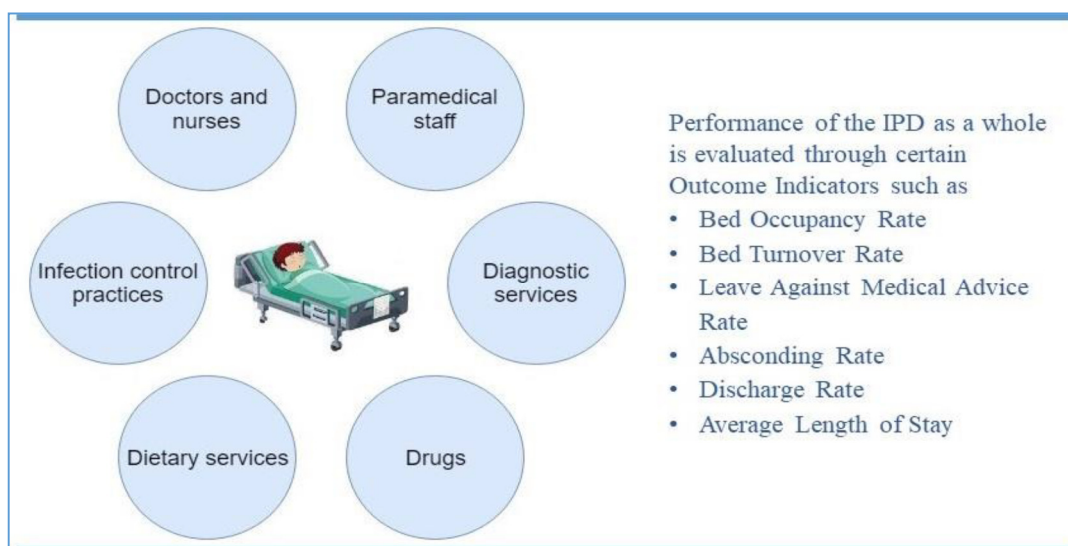 Doctors and
nurses
Paramedical
staff
Infection control
practices
Diagnostic
services
Dietary services
Drugs
Performance of the IPD as a whole
is evaluated through certain
Outcome Indicators such as
• Bed Occupancy Rate
• Bed Turnover Rate
• Leave Against Medical Advice
Rate
• Absconding Rate
• Discharge Rate
• Average Length of Stay